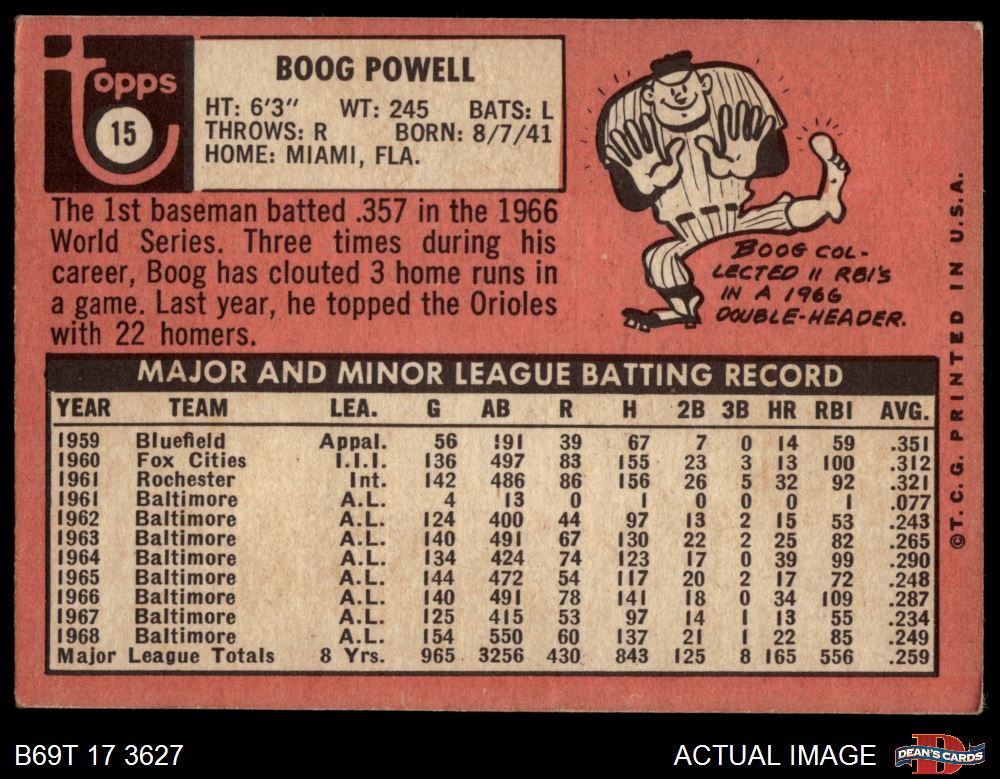 topps
15
BOOG POWELL
HT: 6'3" WT: 245 BATS: L
THROWS: R BORN: 8/7/41
HOME: MIAMI, FLA.
The 1st baseman batted .357 in the 1966
World Series. Three times during his
career, Boog has clouted 3 home runs in
a game. Last year, he topped the Orioles
with 22 homers.
BOOG COL-
LECTED 11 RBI'S
IN A 1966
DOUBLE-HEADER.
MAJOR AND MINOR LEAGUE BATTING RECORD
YEAR TEAM LEA. G AB R H 2B 3B HR RBI AVG.
1959 Bluefield Appal. 56 191 39 67 7 0 14 59 .351
1960 Fox Cities I.I.I. 136 497 83 155 23 3 13 100 .312
1961 Rochester Int. 142 486 86 156 26 5 32 92 .321
1961 Baltimore A.L. 4 13 0 1 0 0 0 1 .077
1962 Baltimore A.L. 124 400 44 97 13 2 15 53 .243
1963 Baltimore A.L. 140 491 67 130 22 2 25 82 .265
1964 Baltimore A.L. 134 424 74 123 17 0 39 99 .290
1965 Baltimore A.L. 144 472 54 117 20 2 17 72 .248
1966 Baltimore A.L. 140 491 78 141 18 0 34 109 .287
1967 Baltimore A.L. 125 415 53 97 14 1 13 55 .234
1968 Baltimore A.L. 154 550 60 137 21 1 22 85 .249
Major League Totals 8 Yrs. 965 3256 430 843 125 8 165 556 .259
©T.C.G. PRINTED IN U.S.A.
B69T 17 3627
ACTUAL IMAGE
D
DEAN'S CARDS